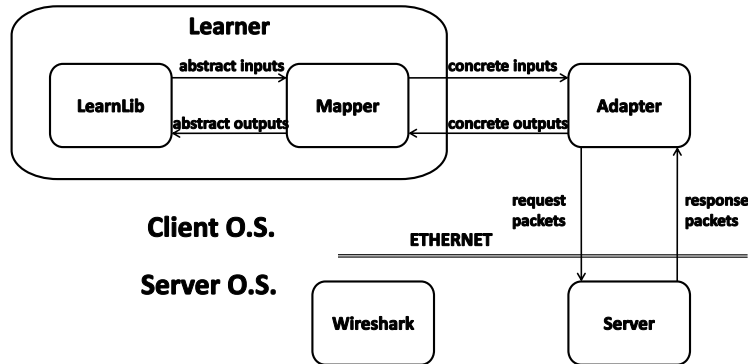 Learner
abstract inputs
concrete inputs
LearnLib
Mapper
Adapter
abstract outputs
concrete outputs
request
packets
response
packets
Client O.S.
ETHERNET
Server O.S.
Wireshark
Server